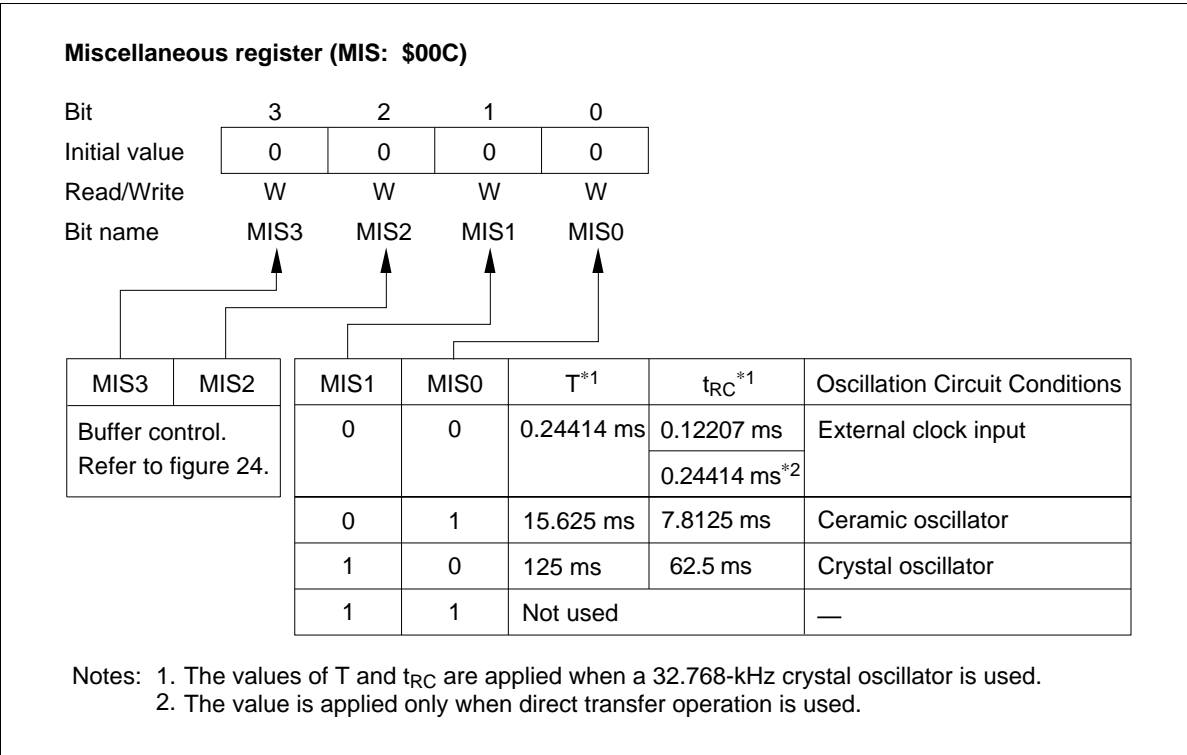 Miscellaneous register (MIS: $00C)
Bit 3 2 1 0
Initial value 0 0 0 0
Read/Write W W W W
Bit name MIS3 MIS2 MIS1 MIS0
MIS3 MIS2 MIS1 MIS0 T*1 tRC*1 Oscillation Circuit Conditions
Buffer control. 0 0 0.24414 ms 0.12207 ms External clock input
Refer to figure 24. 0.24414 ms*2
0 1 15.625 ms 7.8125 ms Ceramic oscillator
1 0 125 ms 62.5 ms Crystal oscillator
1 1 Not used —
Notes: 1. The values of T and tRC are applied when a 32.768-kHz crystal oscillator is used.
2. The value is applied only when direct transfer operation is used.